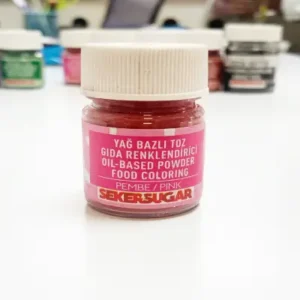 YAĞ BAZLI TOZ
GIDA RENKLENDİRİCİ
OIL-BASED POWDER
FOOD COLORING
PEMBE / PINK
SEKERSUGAR